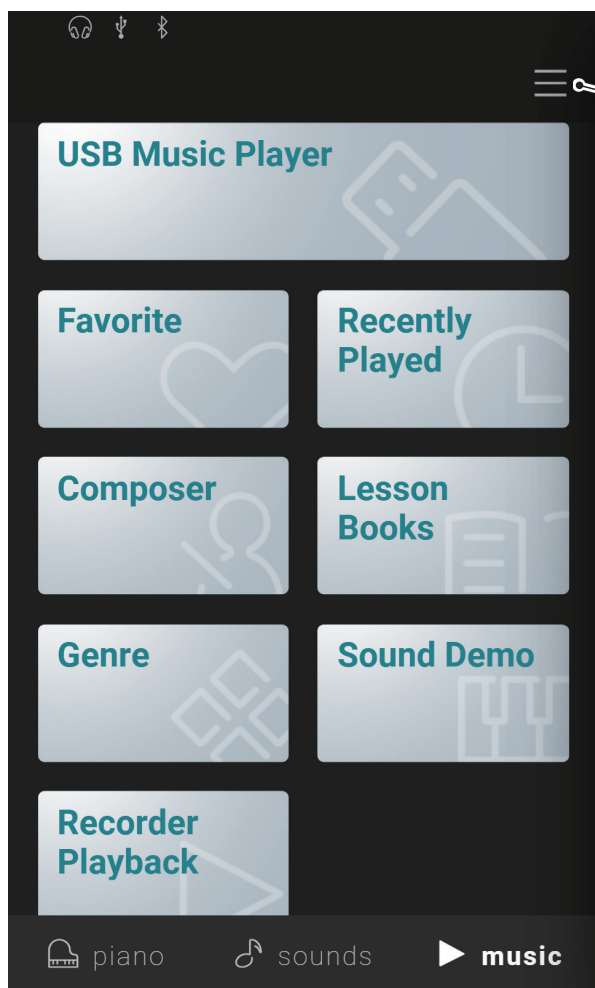 USB Music Player
Favorite
Recently
Played
Composer
Lesson
Books
Genre
Sound Demo
Recorder
Playback
piano
sounds
music